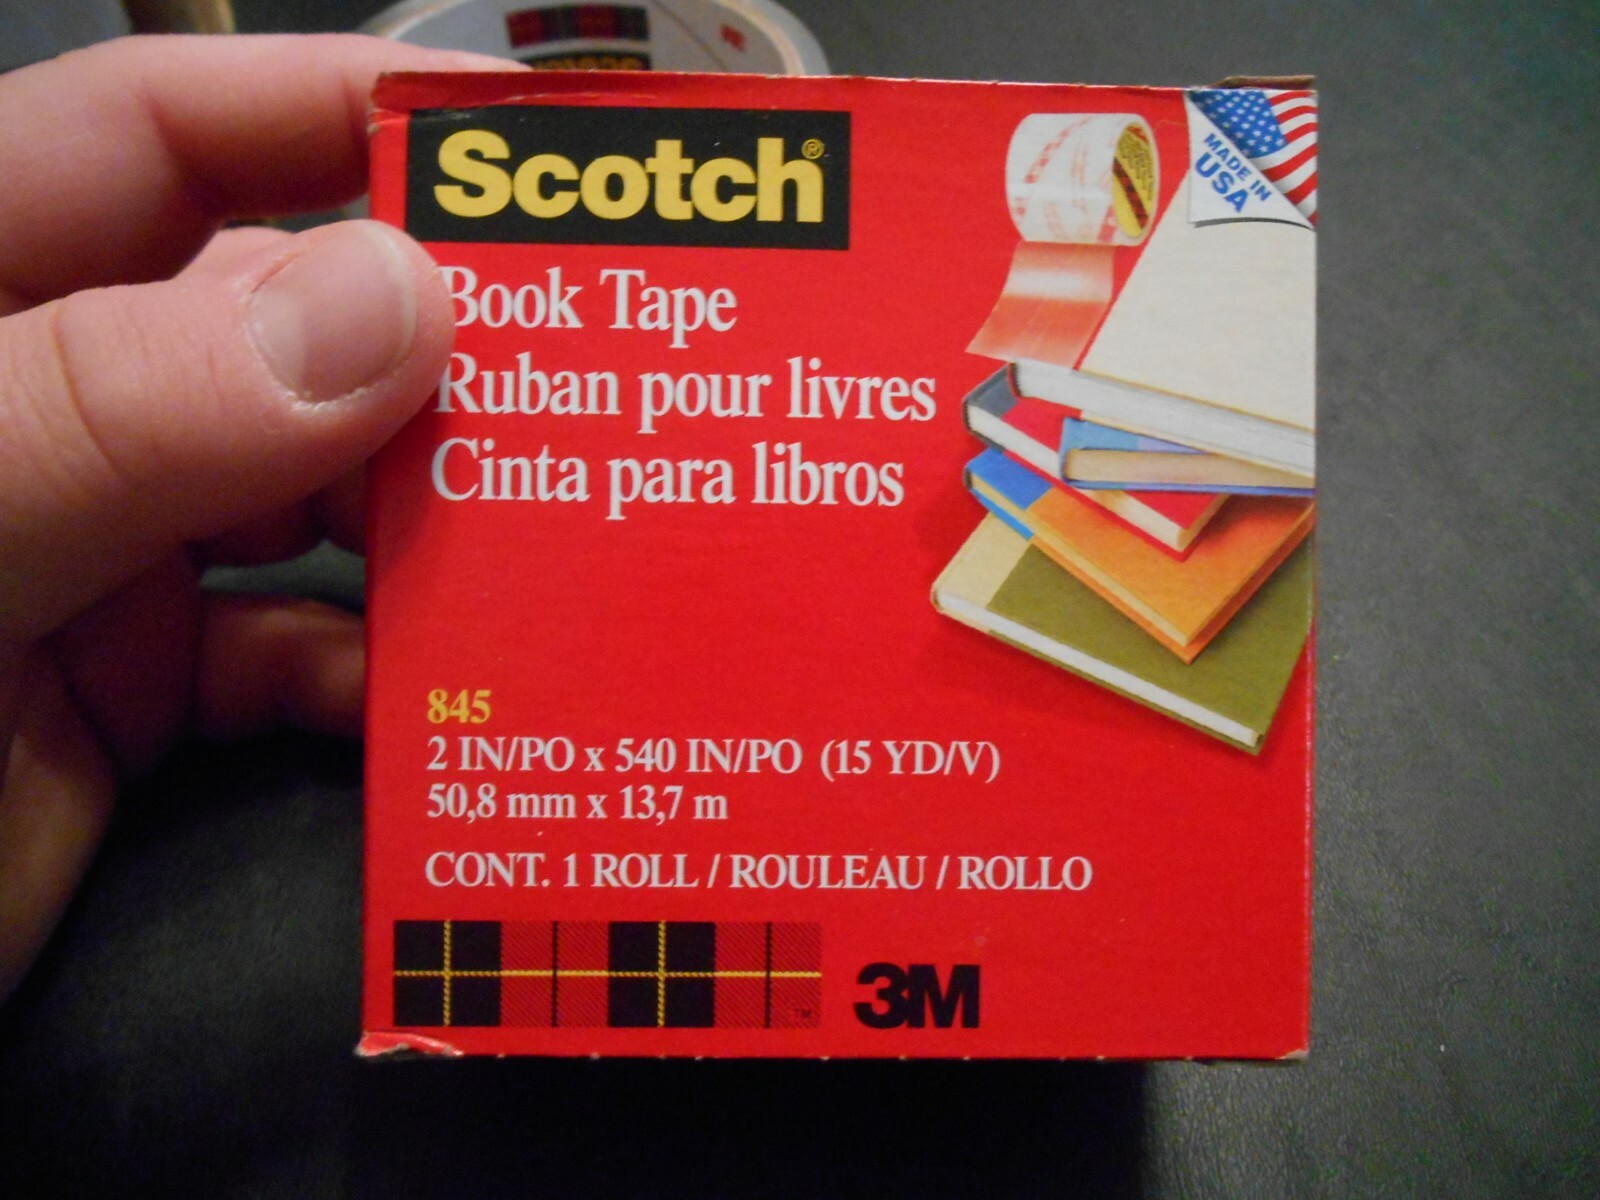 Scotch®
MADE IN
USA
Book Tape
Ruban pour livres
Cinta para libros
845
2 IN/PO x 540 IN/PO (15 YD/V)
50,8 mm x 13,7 m
CONT. 1 ROLL / ROULEAU / ROLLO
TM
3M